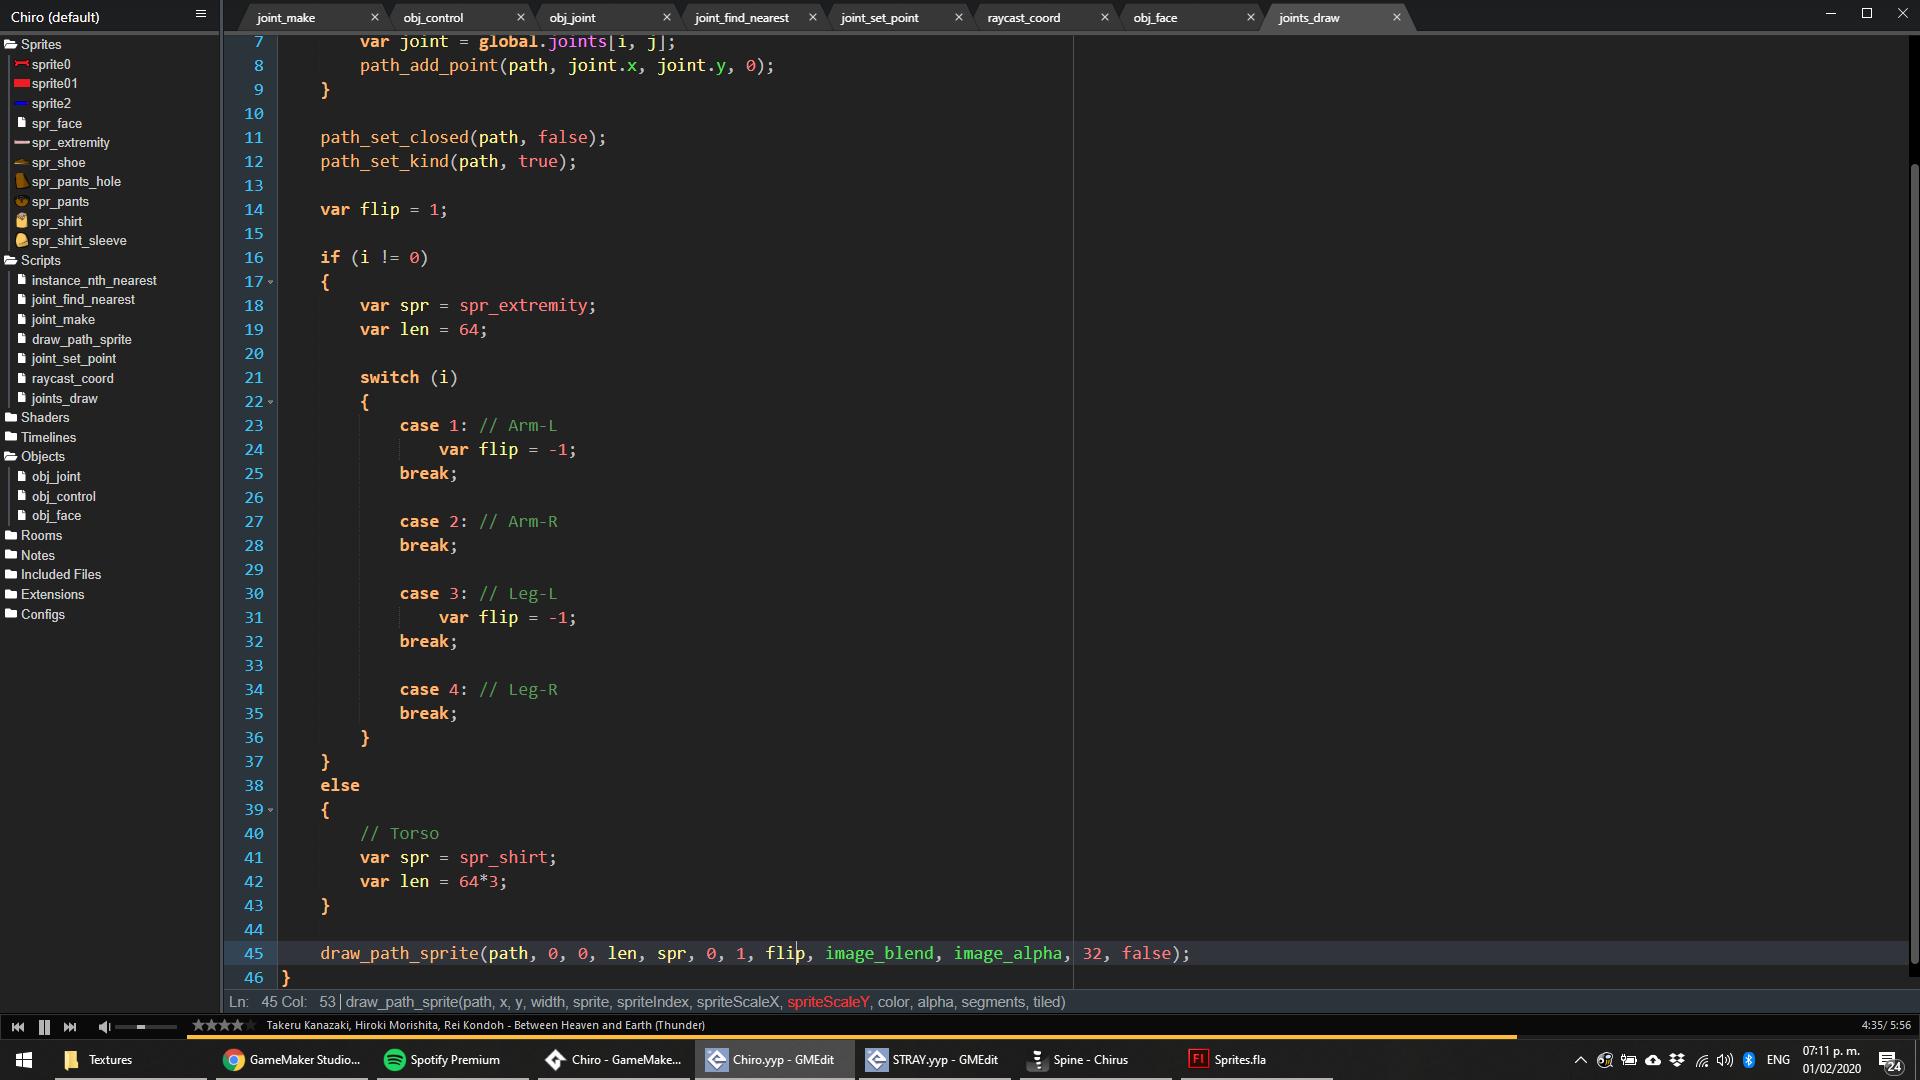 Chiro (default)
joint_make
obj_control
obj_joint
joint_find_nearest
joint_set_point
raycast_coord
obj_face
joints_draw
Sprites
sprite0
sprite01
sprite2
spr_face
spr_extremity
spr_shoe
spr_pants_hole
spr_pants
spr_shirt
spr_shirt_sleeve
Scripts
instance_nth_nearest
joint_find_nearest
joint_make
draw_path_sprite
joint_set_point
raycast_coord
joints_draw
Shaders
Timelines
Objects
obj_joint
obj_control
obj_face
Rooms
Notes
Included Files
Extensions
Configs
7 var joint = global.joints[i, j];
8 path_add_point(path, joint.x, joint.y, 0);
9 }
10
11 path_set_closed(path, false);
12 path_set_kind(path, true);
13
14 var flip = 1;
15
16 if (i != 0)
17 {
18 var spr = spr_extremity;
19 var len = 64;
20
21 switch (i)
22 {
23 case 1: // Arm-L
24 var flip = -1;
25 break;
26
27 case 2: // Arm-R
28 break;
29
30 case 3: // Leg-L
31 var flip = -1;
32 break;
33
34 case 4: // Leg-R
35 break;
36 }
37 }
38 else
39 {
40 // Torso
41 var spr = spr_shirt;
42 var len = 64*3;
43 }
44
45 draw_path_sprite(path, 0, 0, len, spr, 0, 1, flip, image_blend, image_alpha, 32, false);
46 }
Ln: 45 Col: 53 draw_path_sprite(path, x, y, width, sprite, spriteIndex, spriteScaleX, spriteScaleY, color, alpha, segments, tiled)
Takeru Kanazaki, Hiroki Morishita, Rei Kondoh - Between Heaven and Earth (Thunder)
4:35/ 5:56
Textures
GameMaker Studio...
Spotify Premium
Chiro - GameMake...
Chiro.yyp - GMEdit
STRAY.yyp - GMEdit
Spine - Chirus
Fl
Sprites.fla
ENG
07:11 p. m.
01/02/2020
24